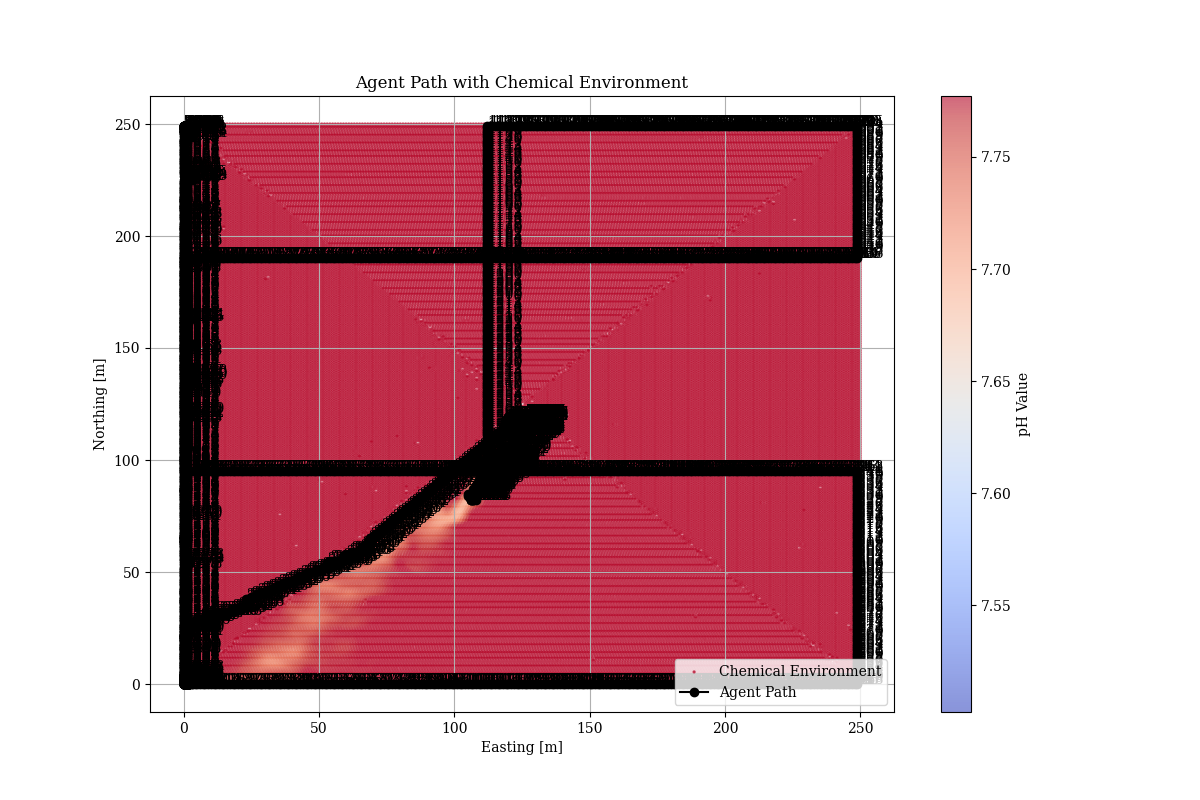 Agent Path with Chemical Environment
250
200
150
100
50
0
Northing [m]
0 50 100 150 200 250
Easting [m]
Chemical Environment
Agent Path
7.75
7.70
7.65
7.60
7.55
pH Value